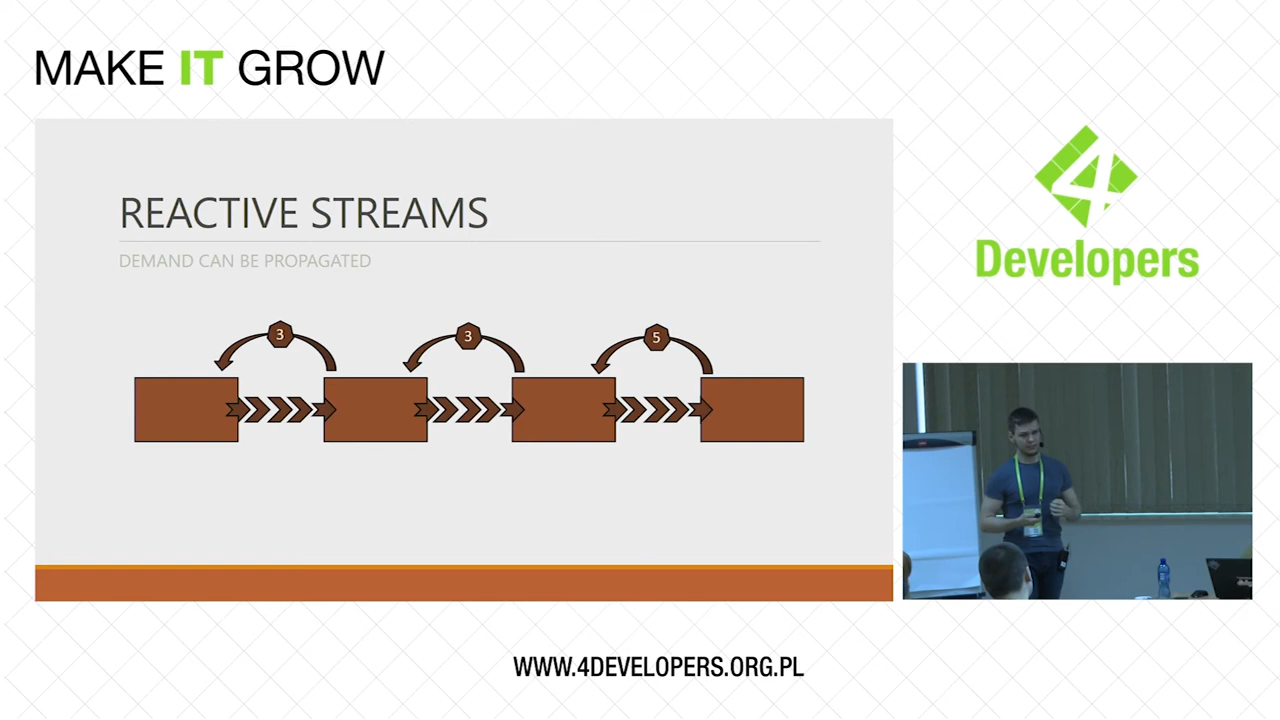 MAKE IT GROW
REACTIVE STREAMS
DEMAND CAN BE PROPAGATED
3
3
5
4
Developers
WWW.4DEVELOPERS.ORG.PL